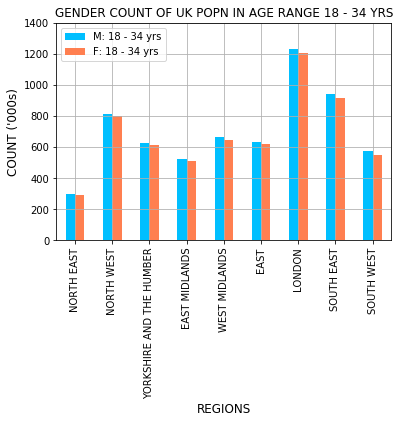 GENDER COUNT OF UK POPN IN AGE RANGE 18 - 34 YRS
M: 18 - 34 yrs
F: 18 - 34 yrs
COUNT ('000s)
1400
1200
1000
800
600
400
200
0
NORTH EAST
NORTH WEST
YORKSHIRE AND THE HUMBER
EAST MIDLANDS
WEST MIDLANDS
EAST
LONDON
SOUTH EAST
SOUTH WEST
REGIONS